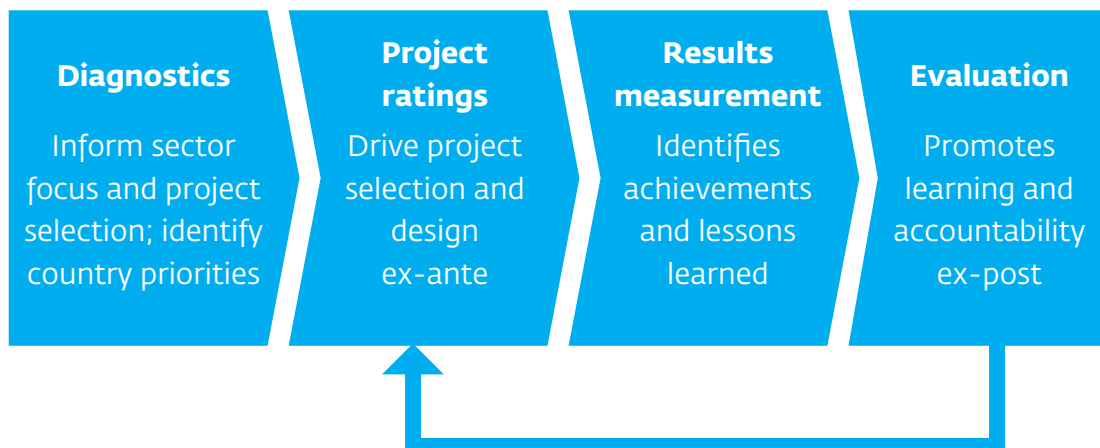 Diagnostics
Inform sector
focus and project
selection; identify
country priorities
Project
ratings
Drive project
selection and
design
ex-ante
Results
measurement
Identifies
achievements
and lessons
learned
Evaluation
Promotes
learning and
accountability
ex-post